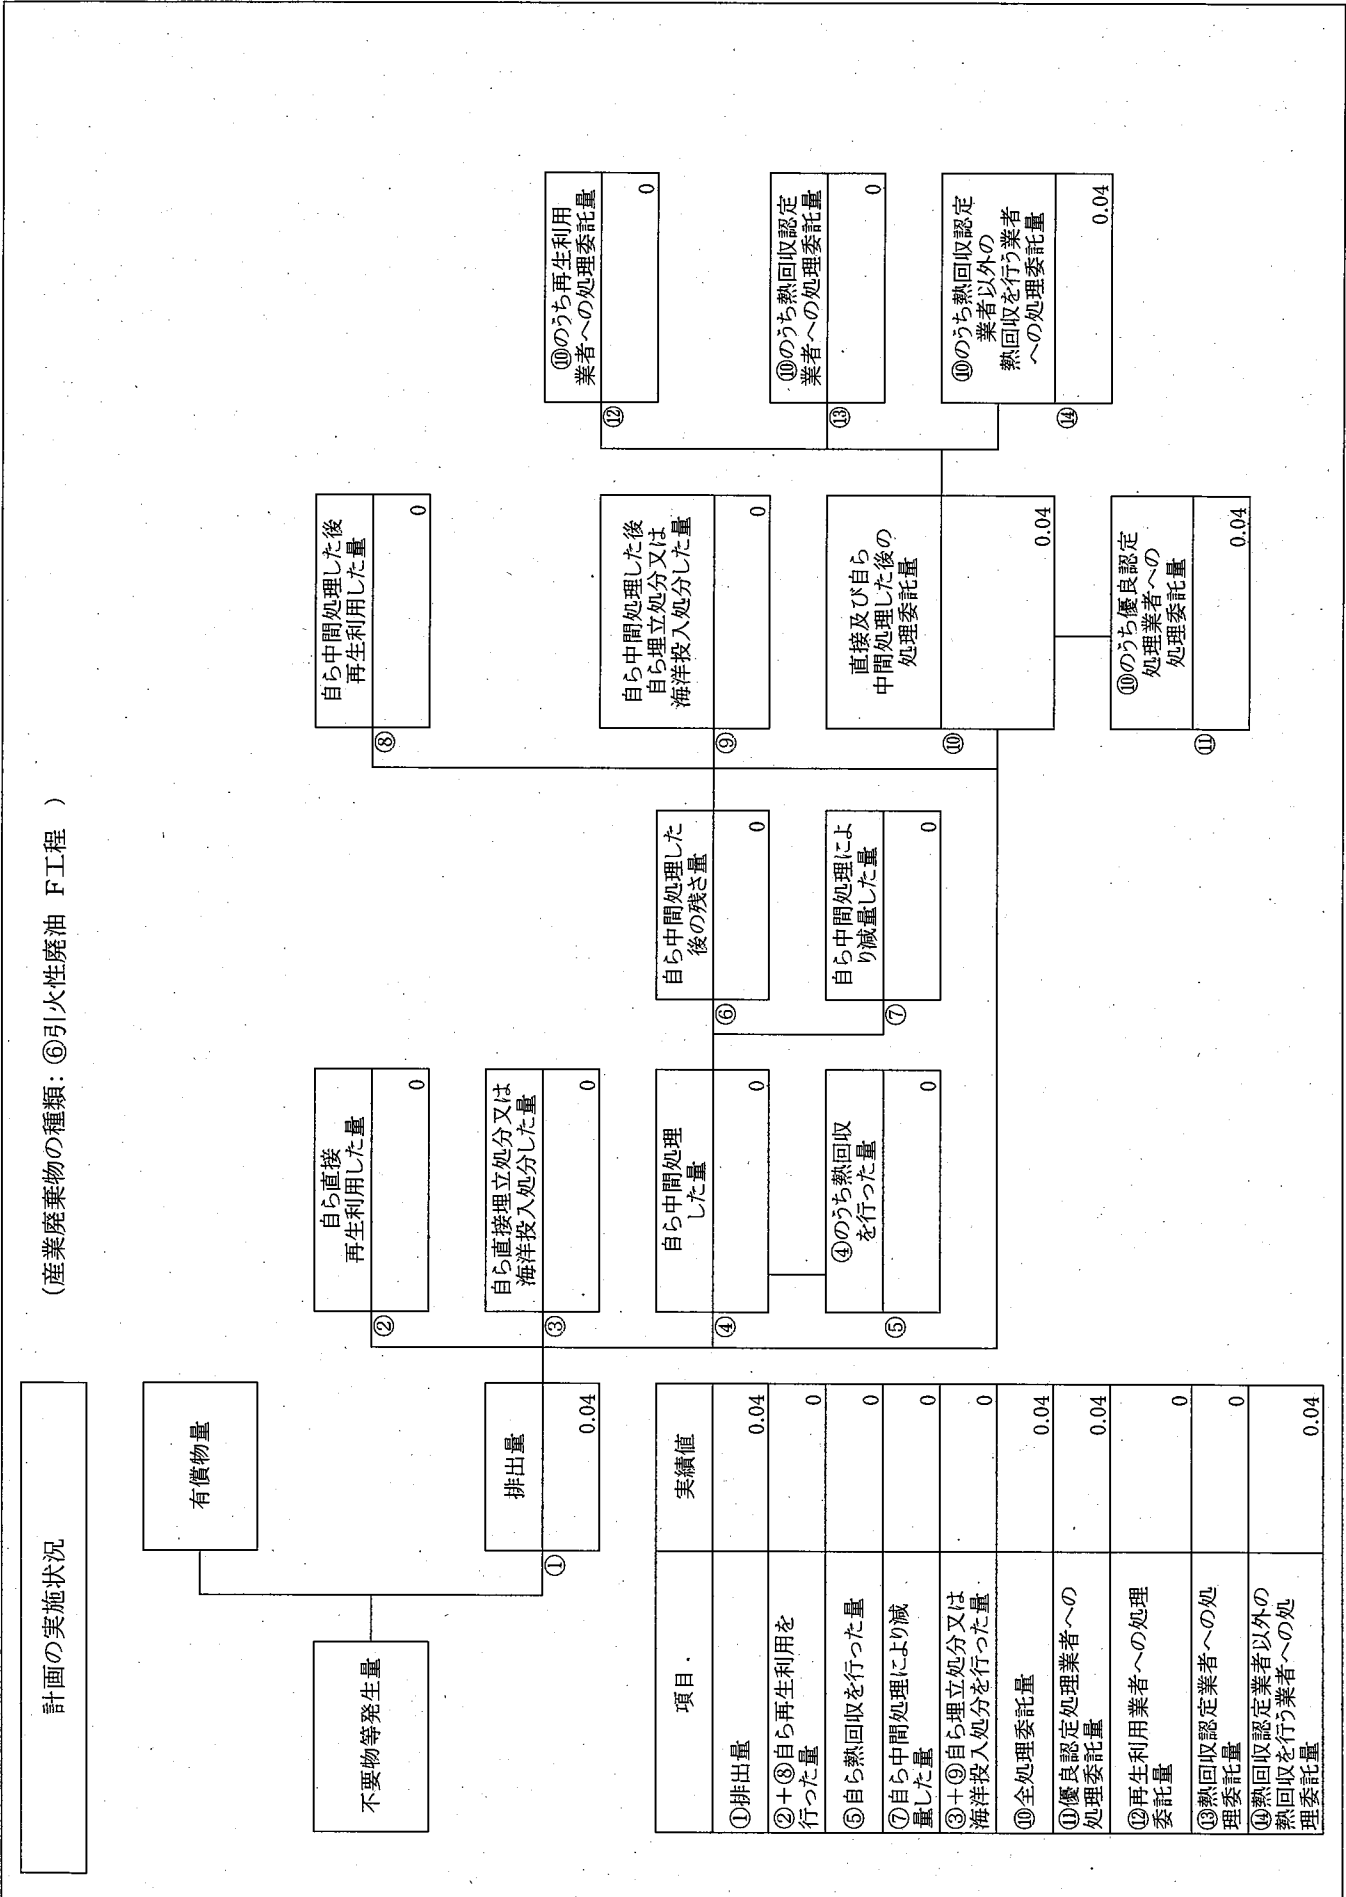 計画の実施状況
(産業廃棄物の種類: ⑥引火性廃油 F工程 )
不要物等発生量
有償物量
排出量
①
0.04
自ら直接
再生利用した量
②
0
自ら直接埋立処分又は
海洋投入処分した量
③
0
自ら中間処理
した量
④
0
④のうち熱回収
を行った量
⑤
0
自ら中間処理した
後の残さ量
⑥
0
自ら中間処理によ
り減量した量
⑦
0
自ら中間処理した後
再生利用した量
⑧
0
自ら中間処理した後
自ら埋立処分又は
海洋投入処分した量
⑨
0
直接及び自ら
中間処理した後の
処理委託量
⑩
0.04
⑩のうち優良認定
処理業者への
処理委託量
⑪
0.04
⑩のうち再生利用
業者への処理委託量
⑫
0
⑩のうち熱回収認定
業者への処理委託量
⑬
0
⑩のうち熱回収認定
業者以外の
熱回収を行う業者
への処理委託量
⑭
0.04
項目 実績値
①排出量 0.04
②+⑧自ら再生利用を
行った量 0
⑤自ら熱回収を行った量 0
⑦自ら中間処理により減
量した量 0
③+⑨自ら埋立処分又は
海洋投入処分を行った量 0
⑩全処理委託量 0.04
⑪優良認定処理業者への
処理委託量 0.04
⑫再生利用業者への処理
委託量 0
⑬熱回収認定業者への処
理委託量 0
⑭熱回収認定業者以外の
熱回収を行う業者への処
理委託量 0.04